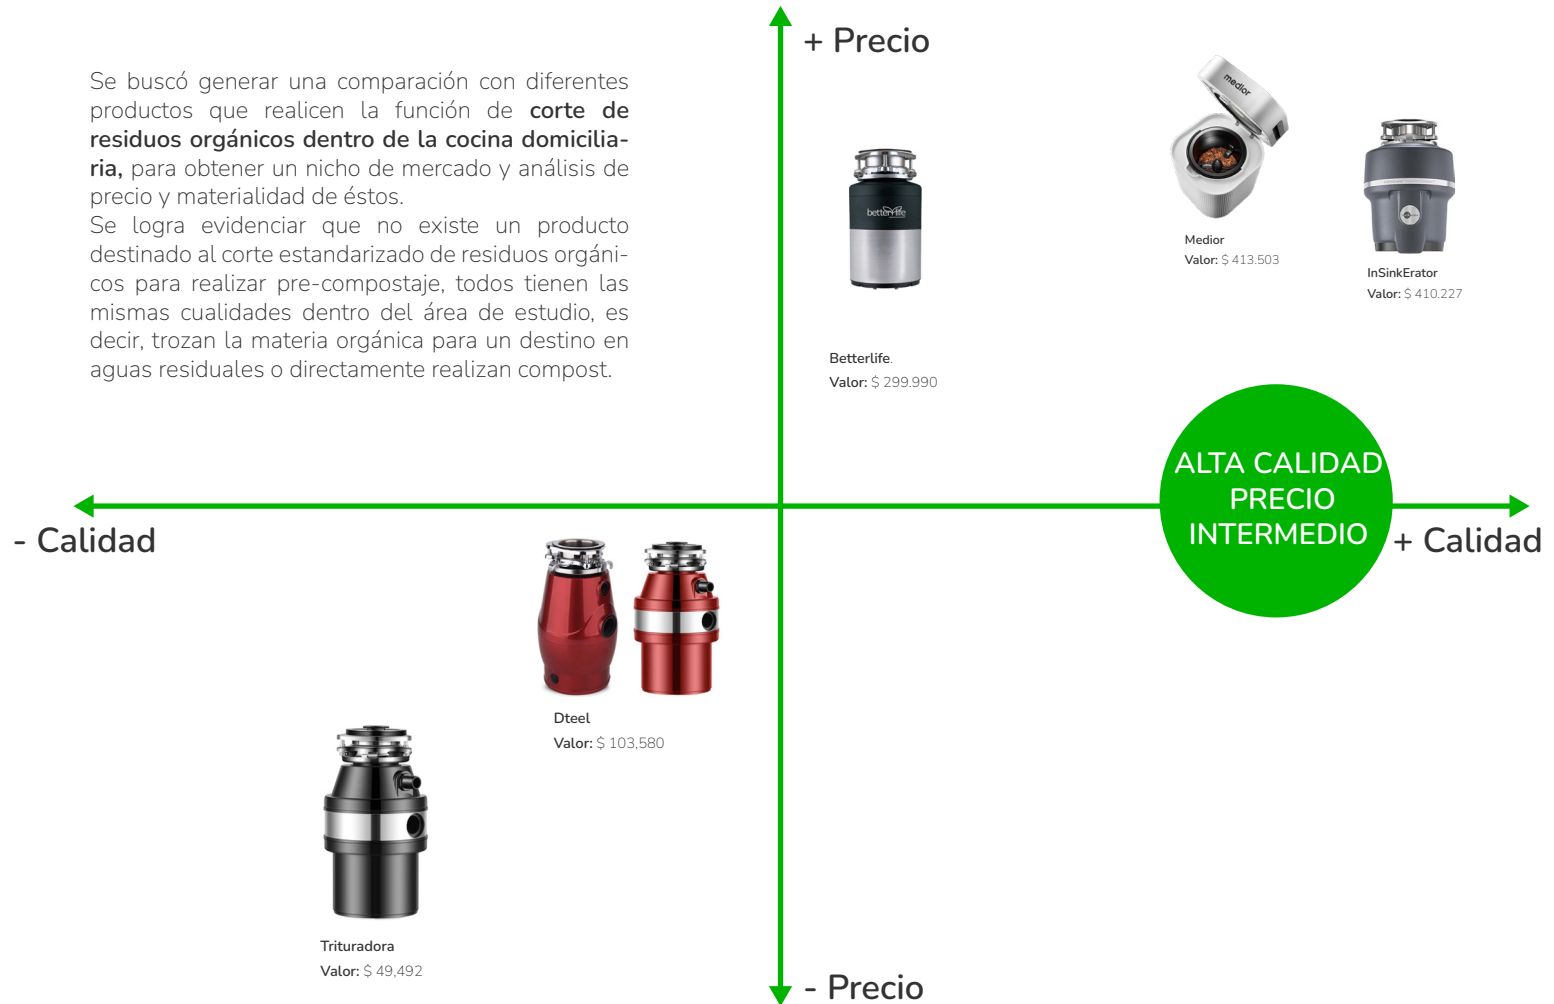 + Precio
Se buscó generar una comparación con diferentes
productos que realicen la función de corte de
residuos orgánicos dentro de la cocina domicilia-
ria, para obtener un nicho de mercado y análisis de
precio y materialidad de éstos.
Se logra evidenciar que no existe un producto
destinado al corte estandarizado de residuos orgáni-
cos para realizar pre-compostaje, todos tienen las
mismas cualidades dentro del área de estudio, es
decir, trozan la materia orgánica para un destino en
aguas residuales o directamente realizan compost.
medior
betterlife
Medior
Valor: $ 413.503
InSinkErator
Valor: $ 410.227
Betterlife.
Valor: $ 299.990
ALTA CALIDAD
PRECIO
INTERMEDIO
- Calidad
+ Calidad
Dteel
Valor: $ 103,580
Trituradora
Valor: $ 49,492
- Precio